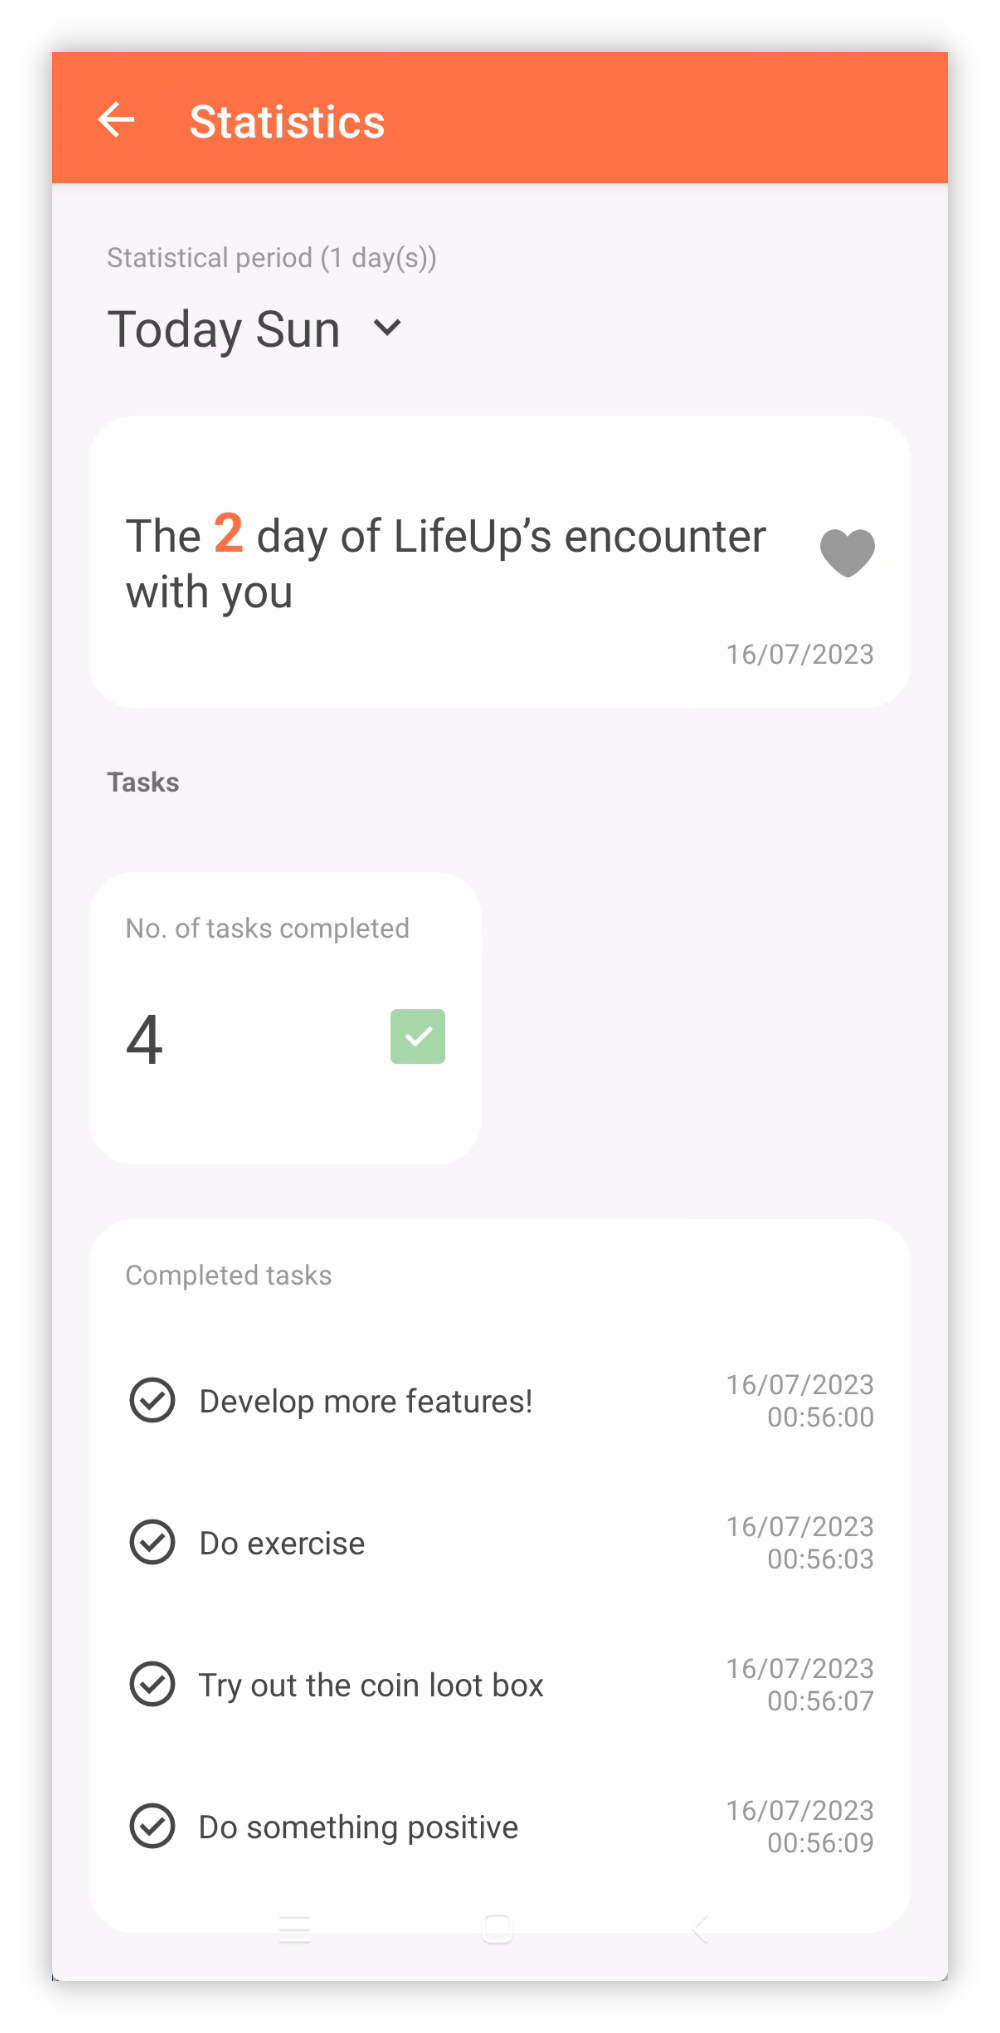 Statistics
Statistical period (1 day(s))
Today Sun
The 2 day of LifeUp’s encounter
with you
16/07/2023
Tasks
No. of tasks completed
4
Completed tasks
Develop more features!
16/07/2023
00:56:00
Do exercise
16/07/2023
00:56:03
Try out the coin loot box
16/07/2023
00:56:07
Do something positive
16/07/2023
00:56:09